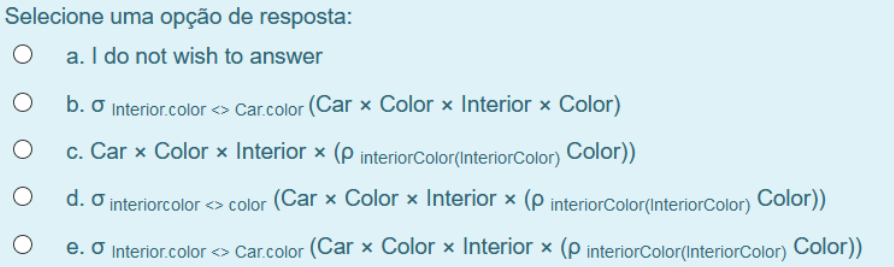 Selecione uma opção de resposta:
a. I do not wish to answer
b. σ Interior.color <> Car.color (Car × Color × Interior × Color)
c. Car × Color × Interior × (ρ interiorColor(InteriorColor) Color))
d. σ interiorcolor <> color (Car × Color × Interior × (ρ interiorColor(InteriorColor) Color))
e. σ Interior.color <> Car.color (Car × Color × Interior × (ρ interiorColor(InteriorColor) Color))